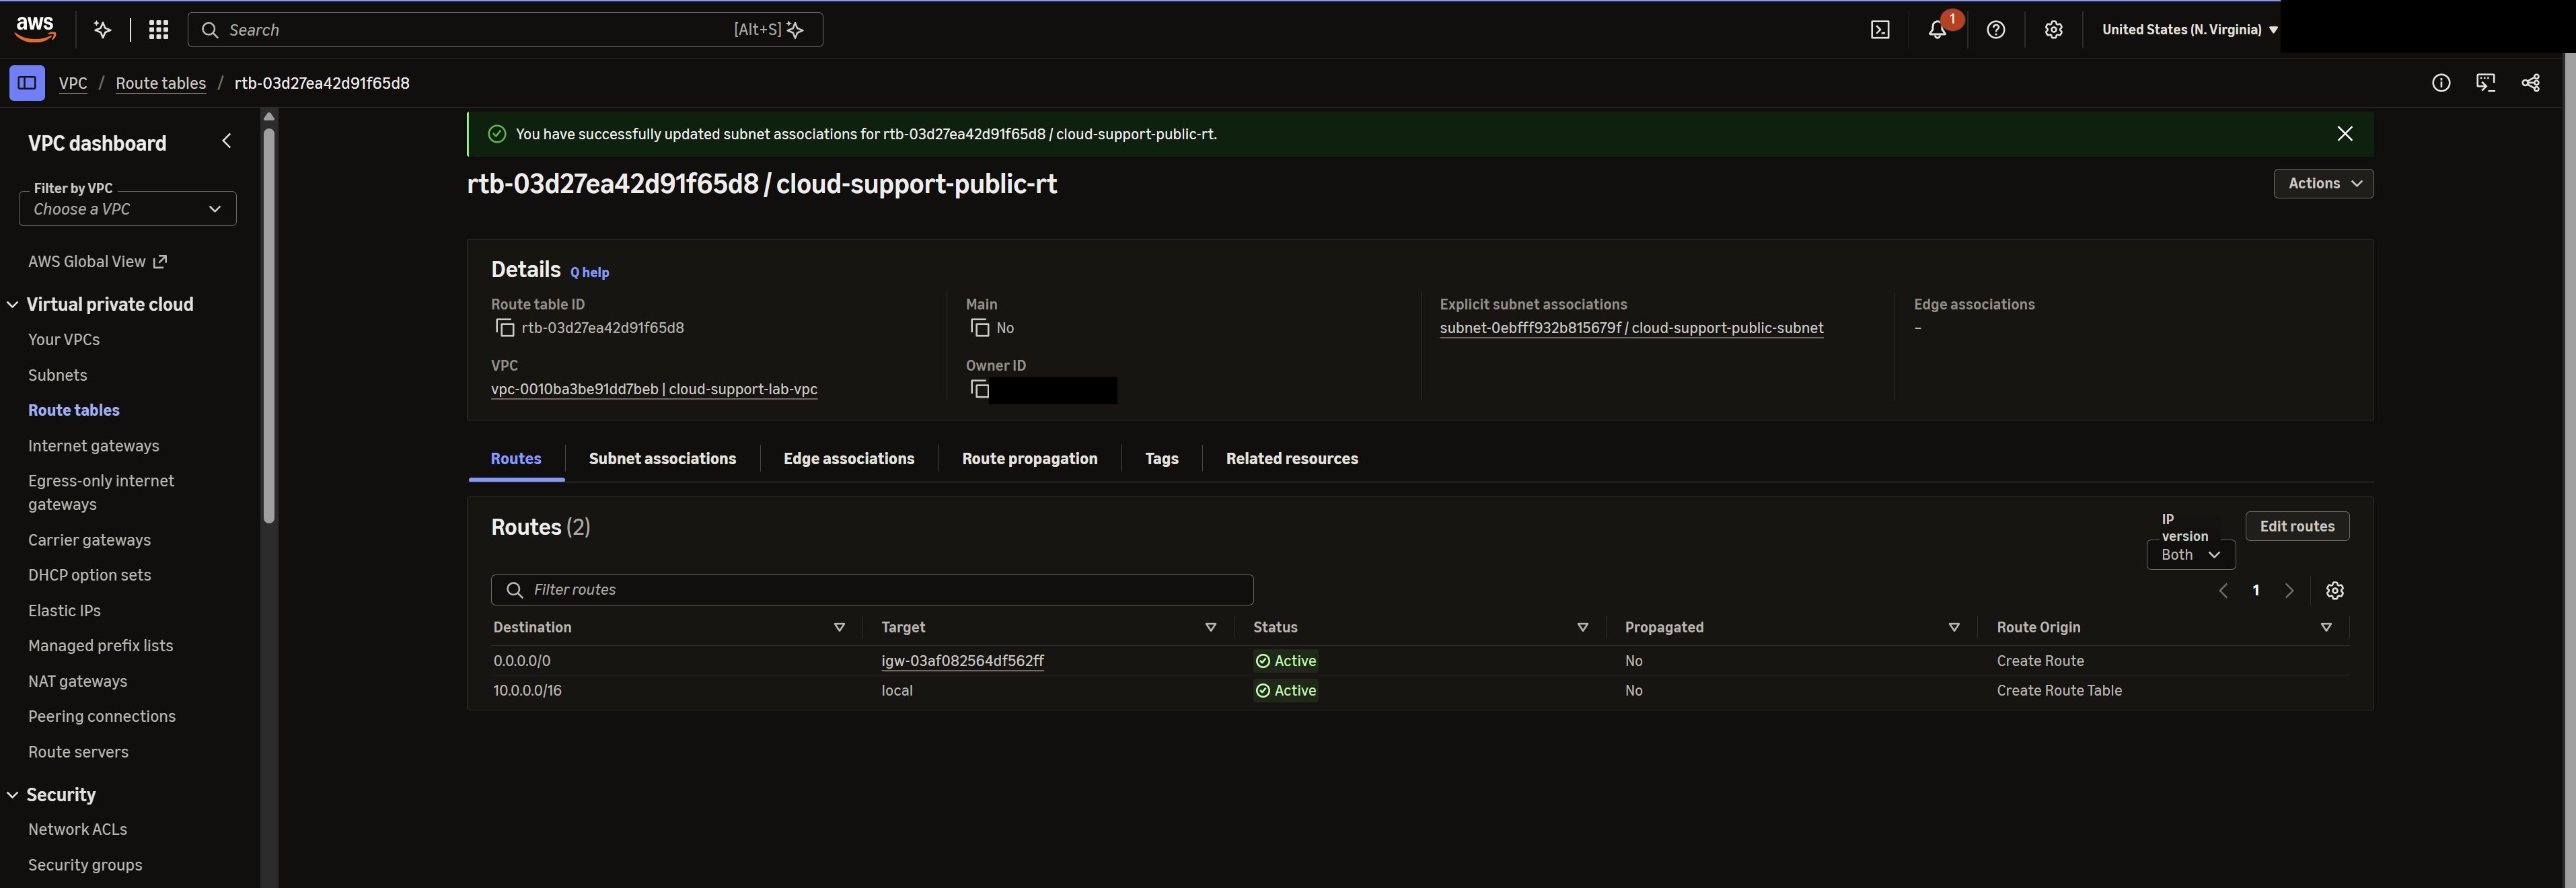 aws
Search [Alt+S]
1
United States (N. Virginia)
VPC / Route tables / rtb-03d27ea42d91f65d8
VPC dashboard
Filter by VPC
Choose a VPC
AWS Global View
Virtual private cloud
Your VPCs
Subnets
Route tables
Internet gateways
Egress-only internet
gateways
Carrier gateways
DHCP option sets
Elastic IPs
Managed prefix lists
NAT gateways
Peering connections
Route servers
Security
Network ACLs
Security groups
You have successfully updated subnet associations for rtb-03d27ea42d91f65d8 / cloud-support-public-rt.
rtb-03d27ea42d91f65d8 / cloud-support-public-rt
Actions
Details Q help
Route table ID
rtb-03d27ea42d91f65d8
Main
No
Explicit subnet associations
subnet-0ebfff932b815679f / cloud-support-public-subnet
Edge associations
–
VPC
vpc-0010ba3be91dd7beb | cloud-support-lab-vpc
Owner ID
Routes Subnet associations Edge associations Route propagation Tags Related resources
Routes (2)
IP
version
Both
Edit routes
Filter routes
1
Destination Target Status Propagated Route Origin
0.0.0.0/0 igw-03af082564df562ff Active No Create Route
10.0.0.0/16 local Active No Create Route Table